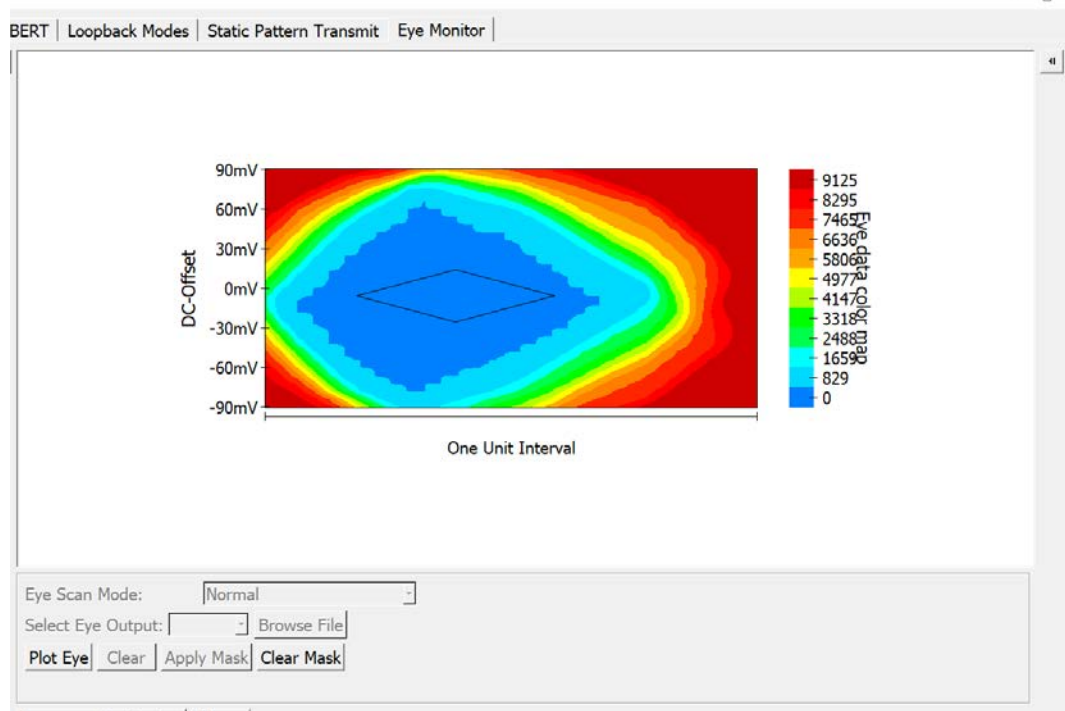 BERT Loopback Modes Static Pattern Transmit Eye Monitor
90mV
60mV
30mV
0mV
-30mV
-60mV
-90mV
DC-Offset
One Unit Interval
9125
8295
7465
6636
5806
4977
4147
3318
2488
1659
829
0
Eye data color map
Eye Scan Mode: Normal
Select Eye Output: Browse File
Plot Eye Clear Apply Mask Clear Mask